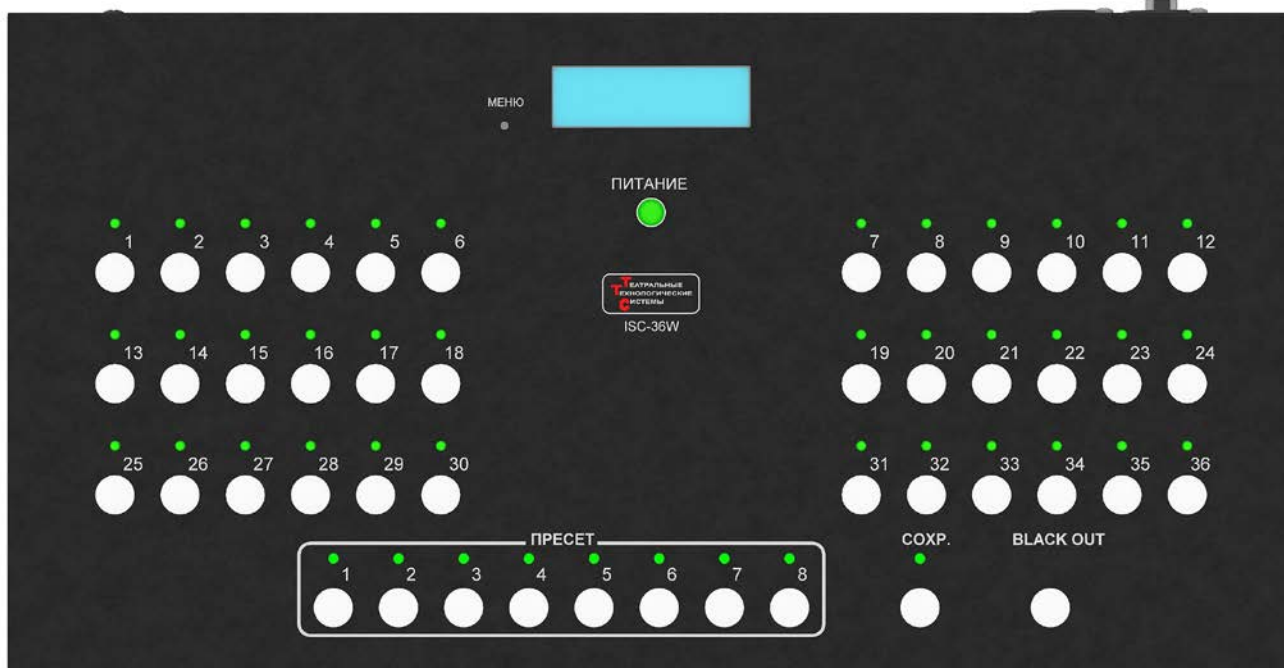 МЕНЮ
ПИТАНИЕ
1 2 3 4 5 6
7 8 9 10 11 12
ТЕАТРАЛЬНЫЕ
ТЕХНОЛОГИЧЕСКИЕ
СИСТЕМЫ
ISC-36W
13 14 15 16 17 18
19 20 21 22 23 24
25 26 27 28 29 30
31 32 33 34 35 36
ПРЕСЕТ
1 2 3 4 5 6 7 8
СОХР.
BLACK OUT